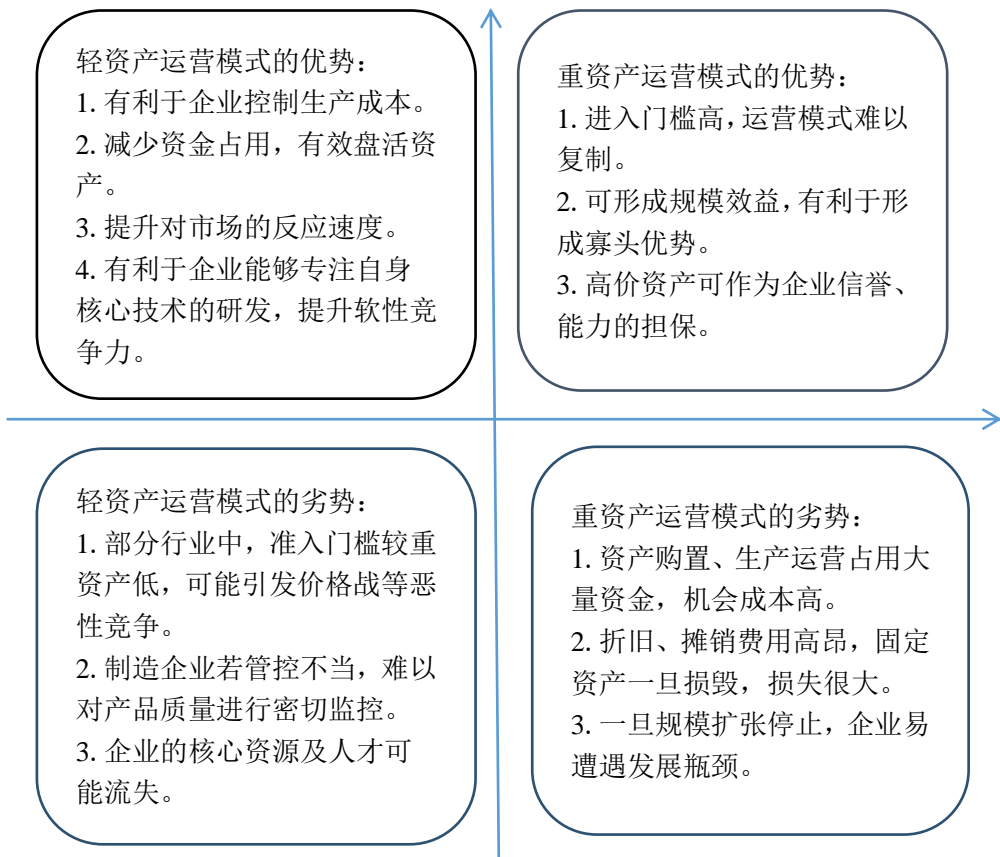 轻资产运营模式的优势：
1. 有利于企业控制生产成本。
2. 减少资金占用，有效盘活资
产。
3. 提升对市场的反应速度。
4. 有利于企业能够专注自身
核心技术的研发，提升软性竞
争力。
重资产运营模式的优势：
1. 进入门槛高，运营模式难以
复制。
2. 可形成规模效益，有利于形
成寡头优势。
3. 高价资产可作为企业信誉、
能力的担保。
轻资产运营模式的劣势：
1. 部分行业中，准入门槛较重
资产低，可能引发价格战等恶
性竞争。
2. 制造企业若管控不当，难以
对产品质量进行密切监控。
3. 企业的核心资源及人才可
能流失。
重资产运营模式的劣势：
1. 资产购置、生产运营占用大
量资金，机会成本高。
2. 折旧、摊销费用高昂，固定
资产一旦损毁，损失很大。
3. 一旦规模扩张停止，企业易
遭遇发展瓶颈。